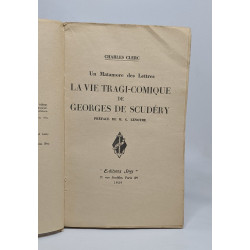 CHARLES CLERC
Un Matamore des Lettres
LA VIE TRAGI-COMIQUE
DE
GEORGES DE SCUDÉRY
PRÉFACE DE M. G. LENOTRE
Éditions Spes
Paris